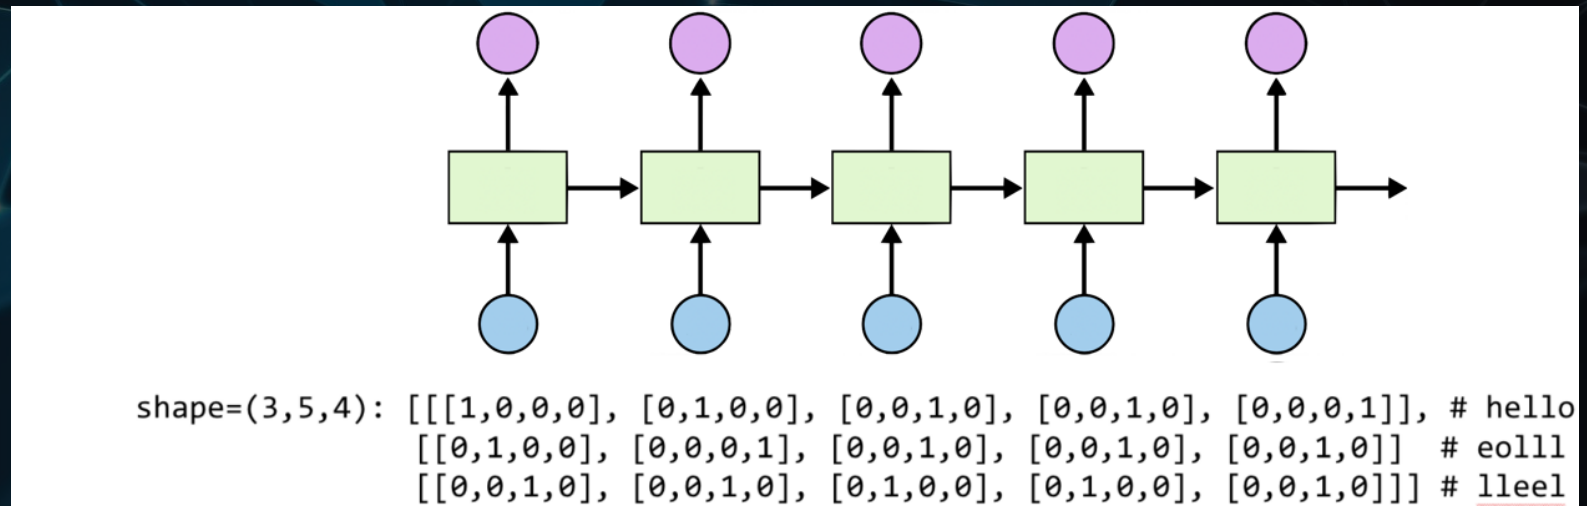 shape=(3,5,4): [[[1,0,0,0], [0,1,0,0], [0,0,1,0], [0,0,1,0], [0,0,0,1]], # hello
[[0,1,0,0], [0,0,0,1], [0,0,1,0], [0,0,1,0], [0,0,1,0]] # eolll
[[0,0,1,0], [0,0,1,0], [0,1,0,0], [0,1,0,0], [0,0,1,0]]] # lleel